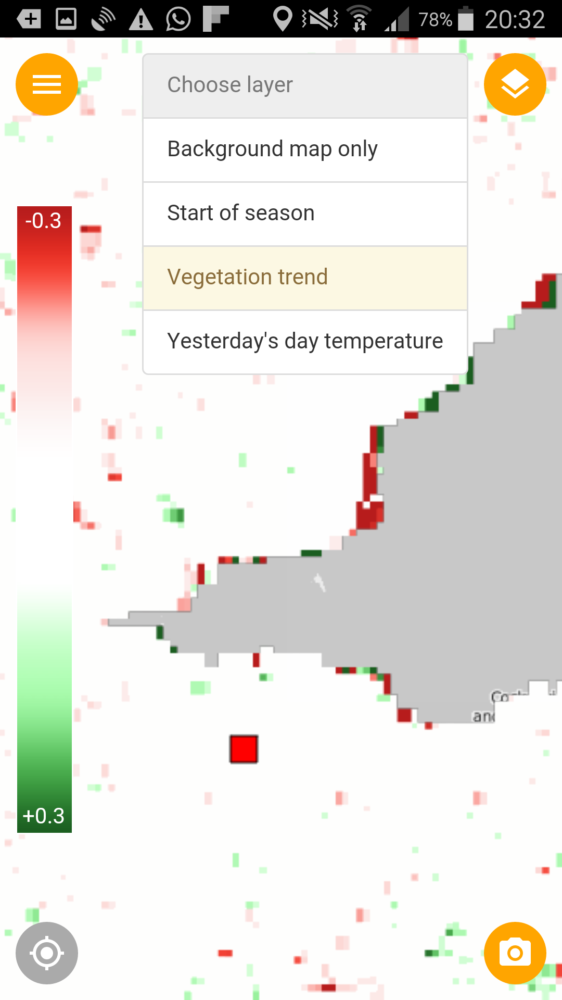 78% 20:32
Choose layer
Background map only
Start of season
Vegetation trend
Yesterday's day temperature
-0.3
+0.3